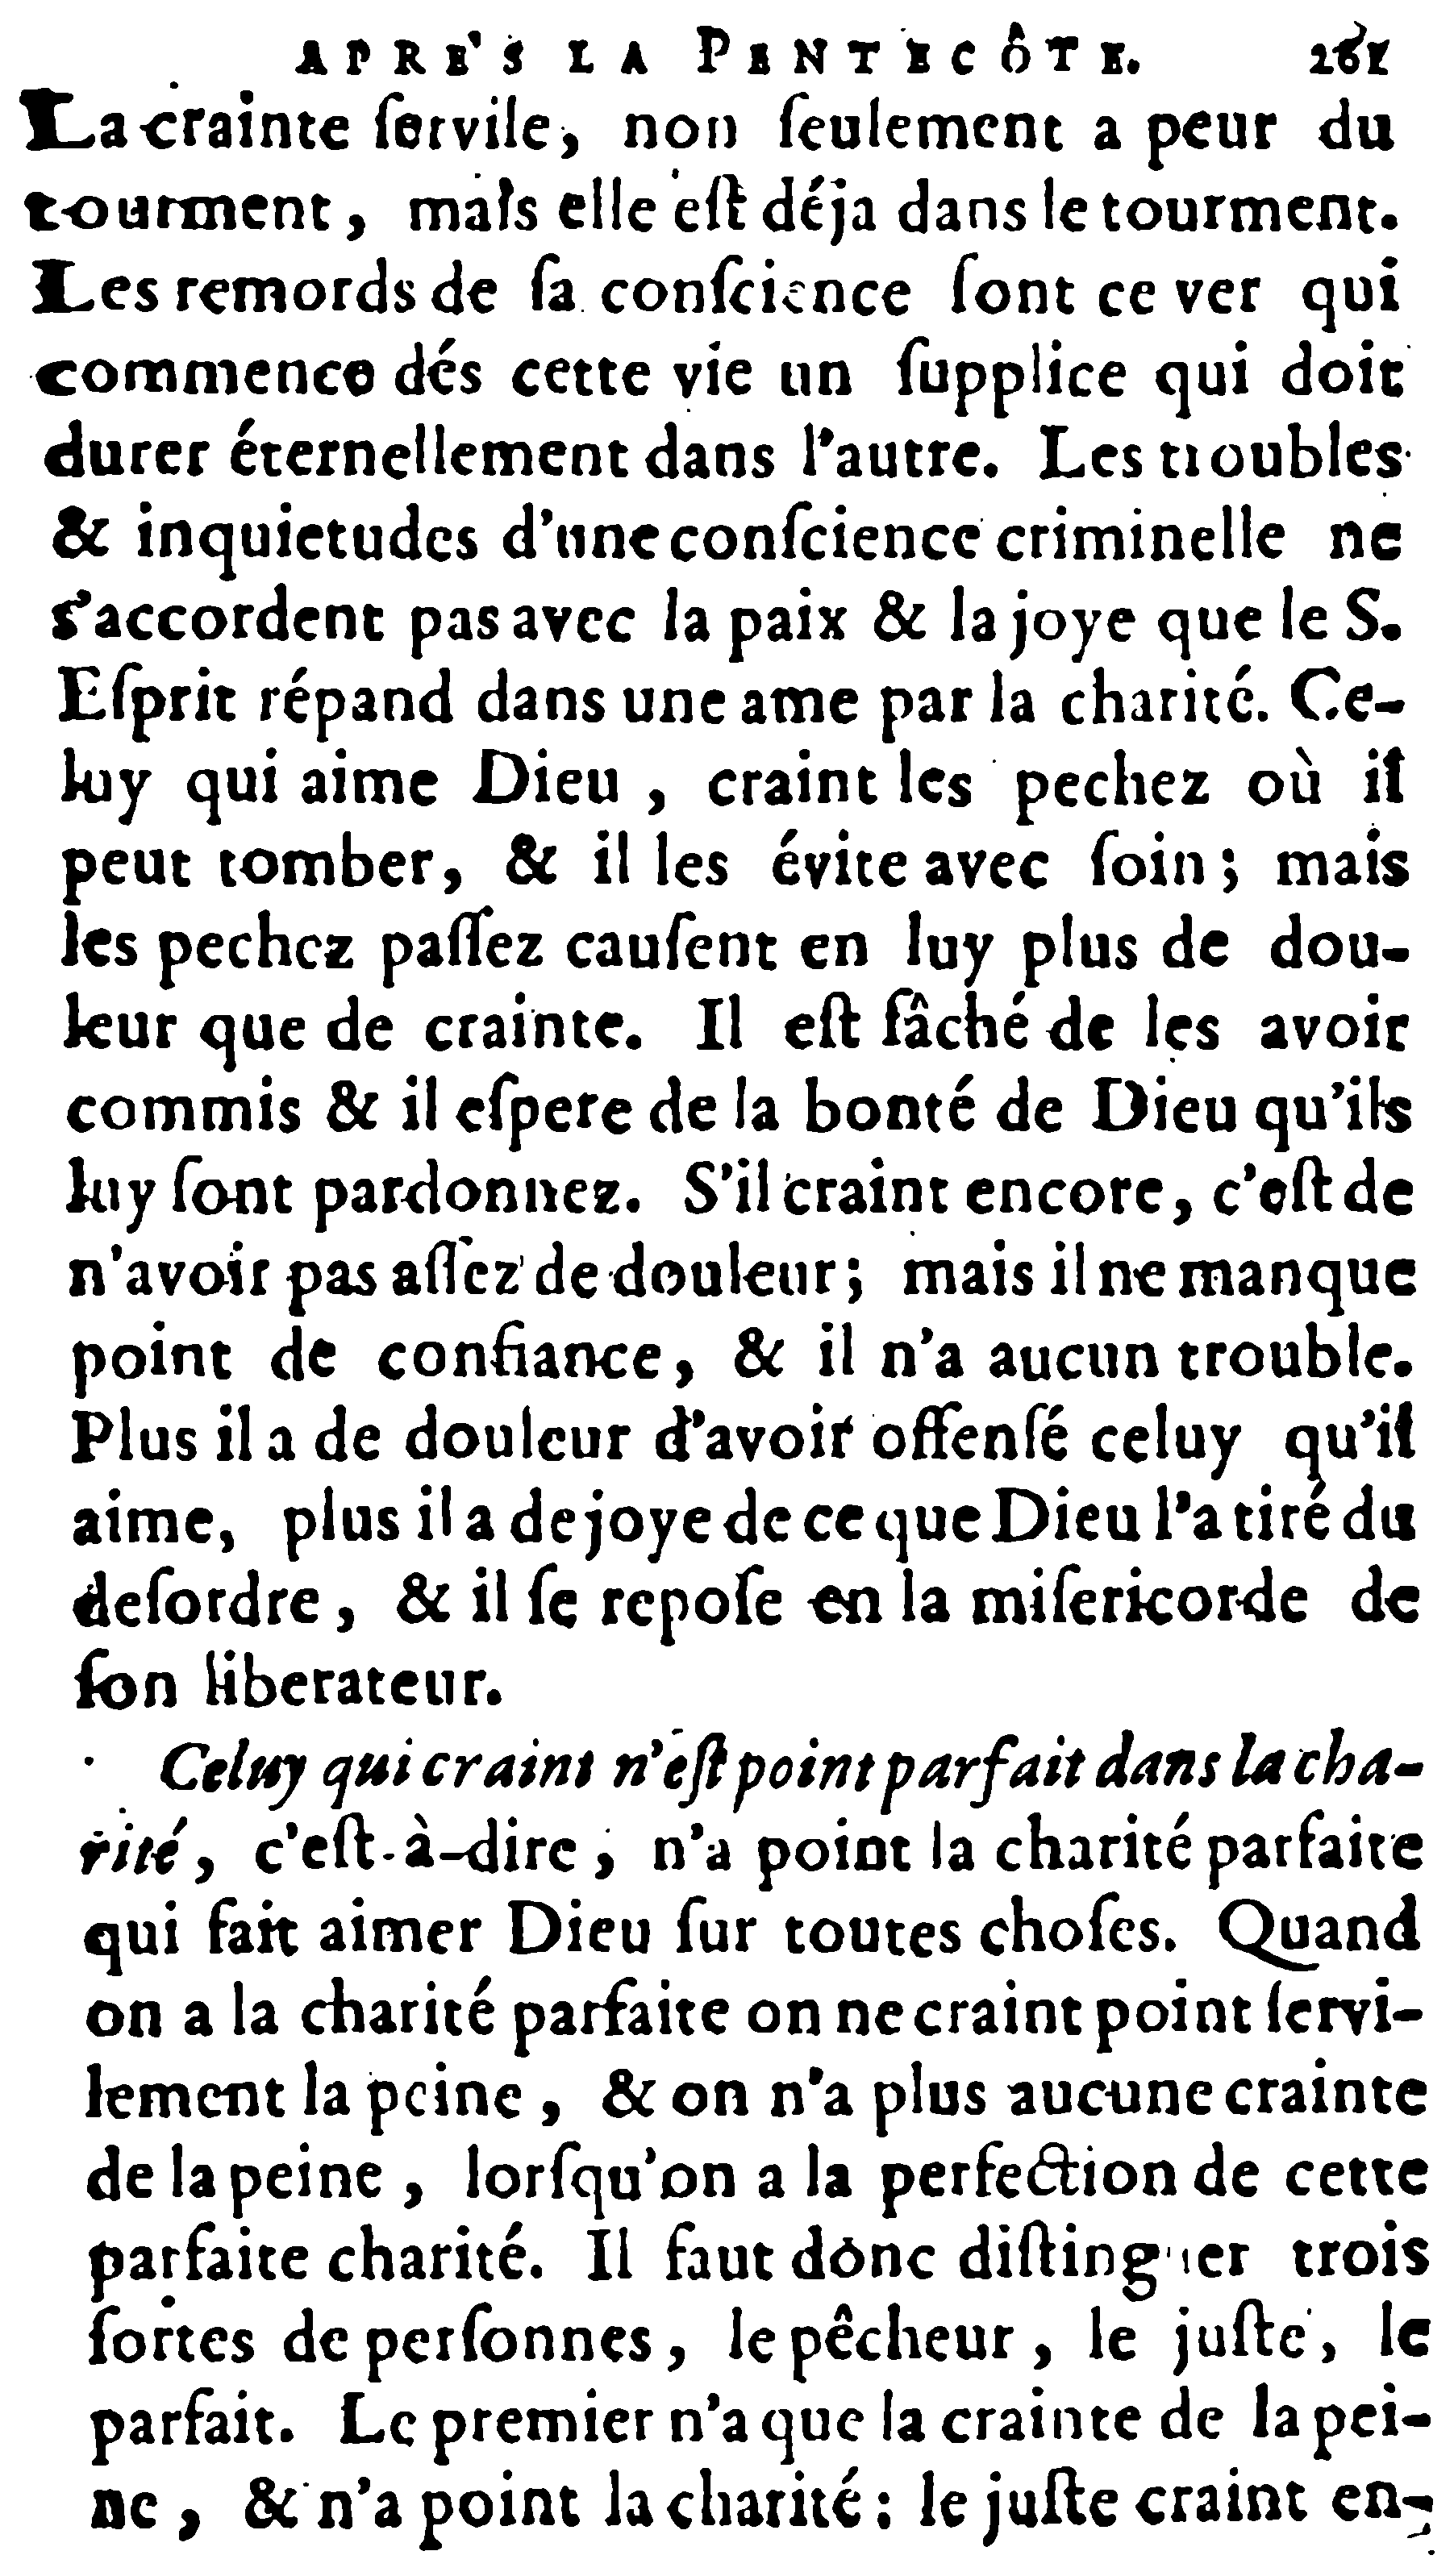 APRE'S LA PENTECÔTE. 261
La crainte ſervile, non ſeulement a peur du
tourment, mais elle eſt déja dans le tourment.
Les remords de ſa conſcience ſont ce ver qui
commence dés cette vie un ſupplice qui doit
durer éternellement dans l'autre. Les troubles
& inquietudes d'une conſcience criminelle ne
s'accordent pas avec la paix & la joye que le S.
Eſprit répand dans une ame par la charité. Ce-
luy qui aime Dieu, craint les pechez où il
peut tomber, & il les évite avec ſoin; mais
les pechez paſſez cauſent en luy plus de dou-
leur que de crainte. Il eſt fâché de les avoir
commis & il eſpere de la bonté de Dieu qu'ils
luy ſont pardonnez. S'il craint encore, c'eſt de
n'avoir pas aſſez de douleur; mais il ne manque
point de confiance, & il n'a aucun trouble.
Plus il a de douleur d'avoir offenſé celuy qu'il
aime, plus il a de joye de ce que Dieu l'a tiré du
deſordre, & il ſe repoſe en la miſericorde de
ſon liberateur.
Celuy qui craint n'eſt point parfait dans la cha-
rité, c'eſt-à-dire, n'a point la charité parfaite
qui fait aimer Dieu ſur toutes choſes. Quand
on a la charité parfaite on ne craint point ſervi-
lement la peine, & on n'a plus aucune crainte
de la peine, lorſqu'on a la perfection de cette
parfaite charité. Il faut donc diſtinguer trois
ſortes de perſonnes, le pêcheur, le juſte, le
parfait. Le premier n'a que la crainte de la pei-
ne, & n'a point la charité: le juſte craint en-